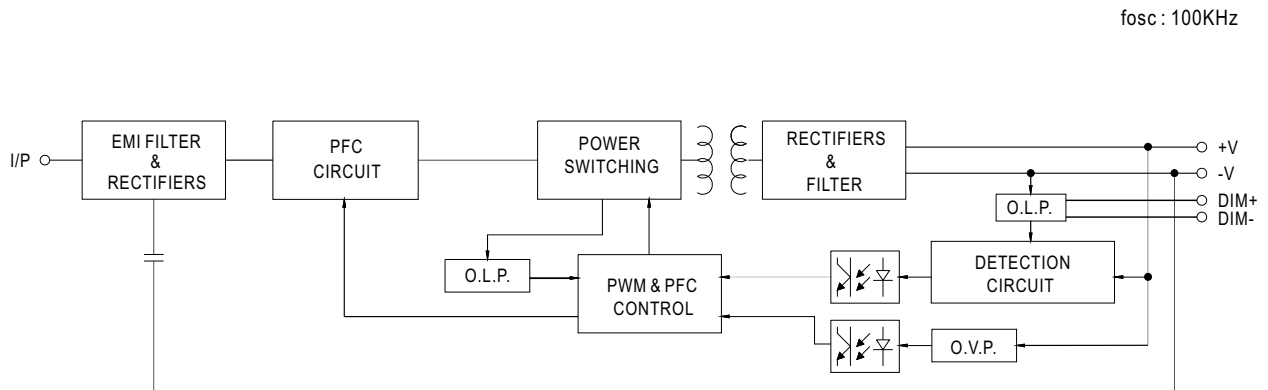 fosc : 100KHz
I/P
EMI FILTER
&
RECTIFIERS
PFC
CIRCUIT
POWER
SWITCHING
RECTIFIERS
&
FILTER
+V
-V
DIM+
DIM-
O.L.P.
O.L.P.
PWM & PFC
CONTROL
DETECTION
CIRCUIT
O.V.P.